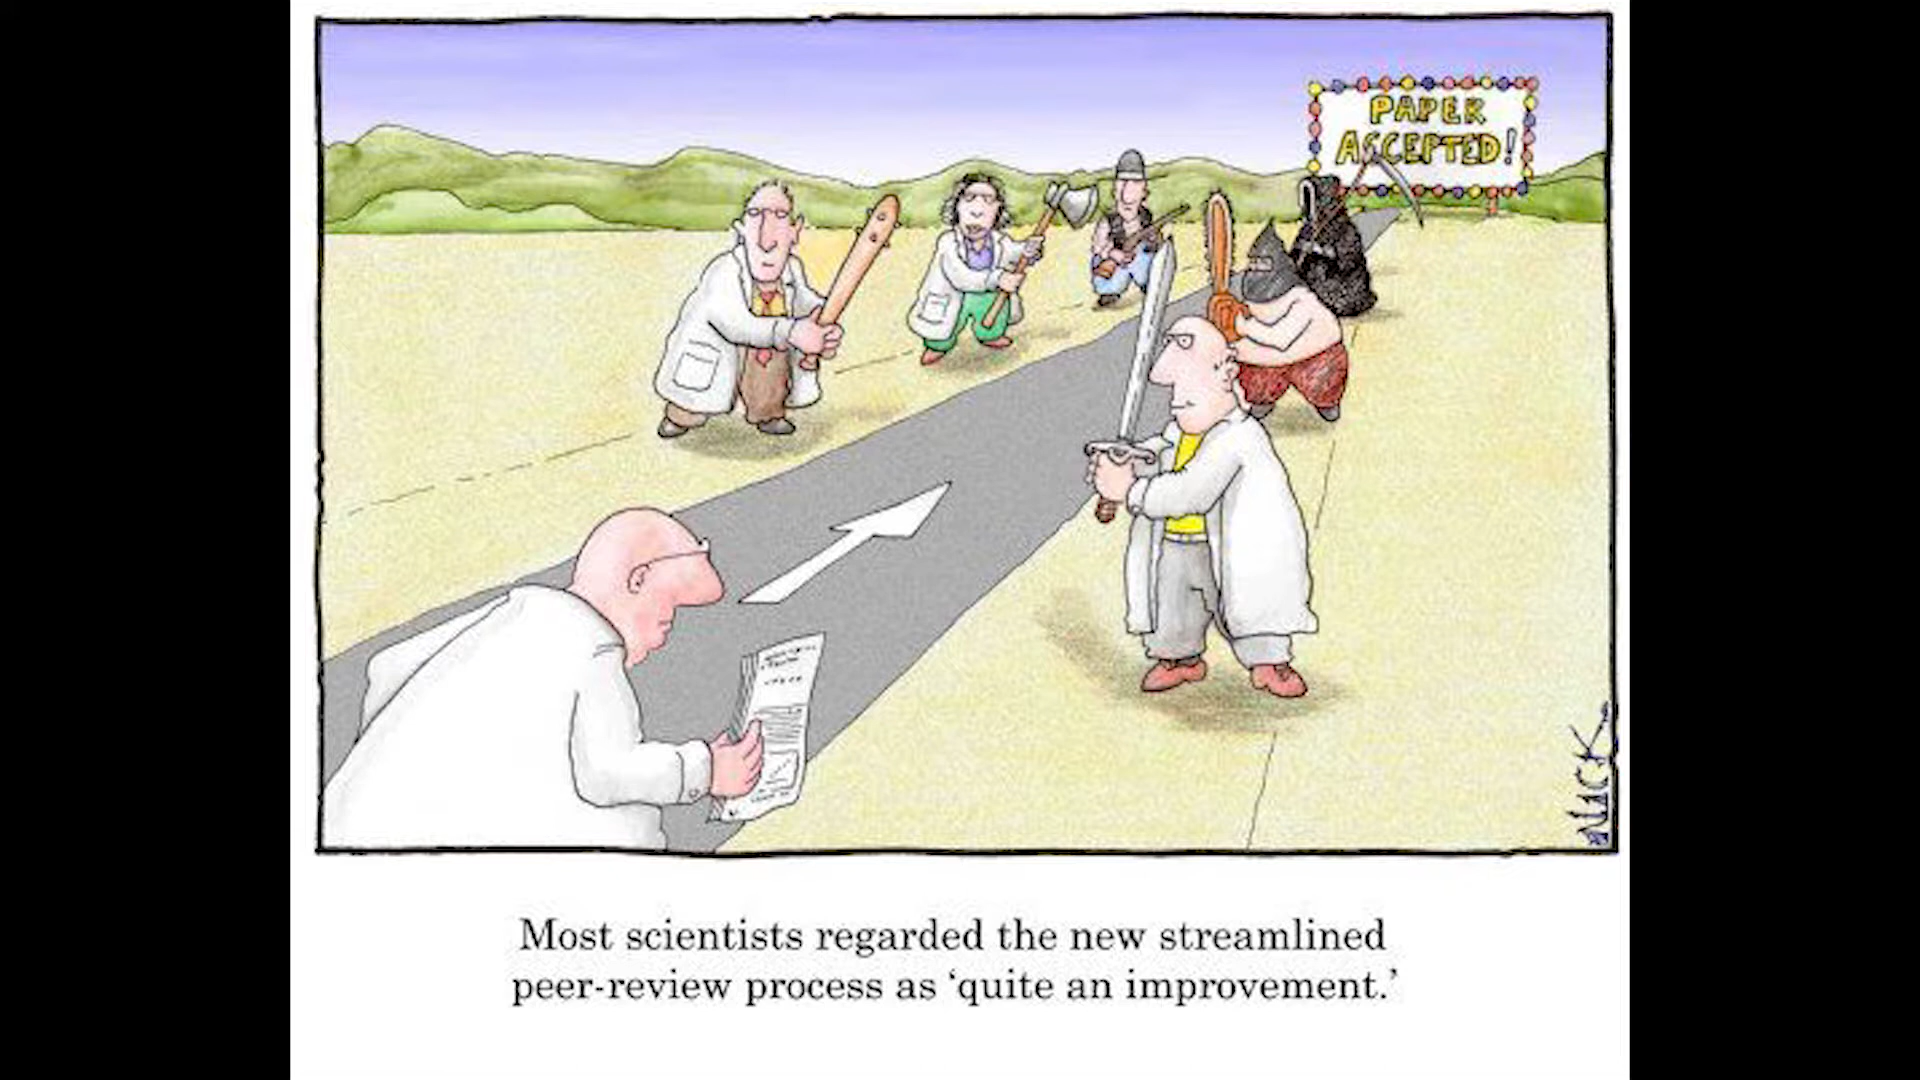 PAPER
ACCEPTED!
NICK
Most scientists regarded the new streamlined
peer-review process as ‘quite an improvement.’